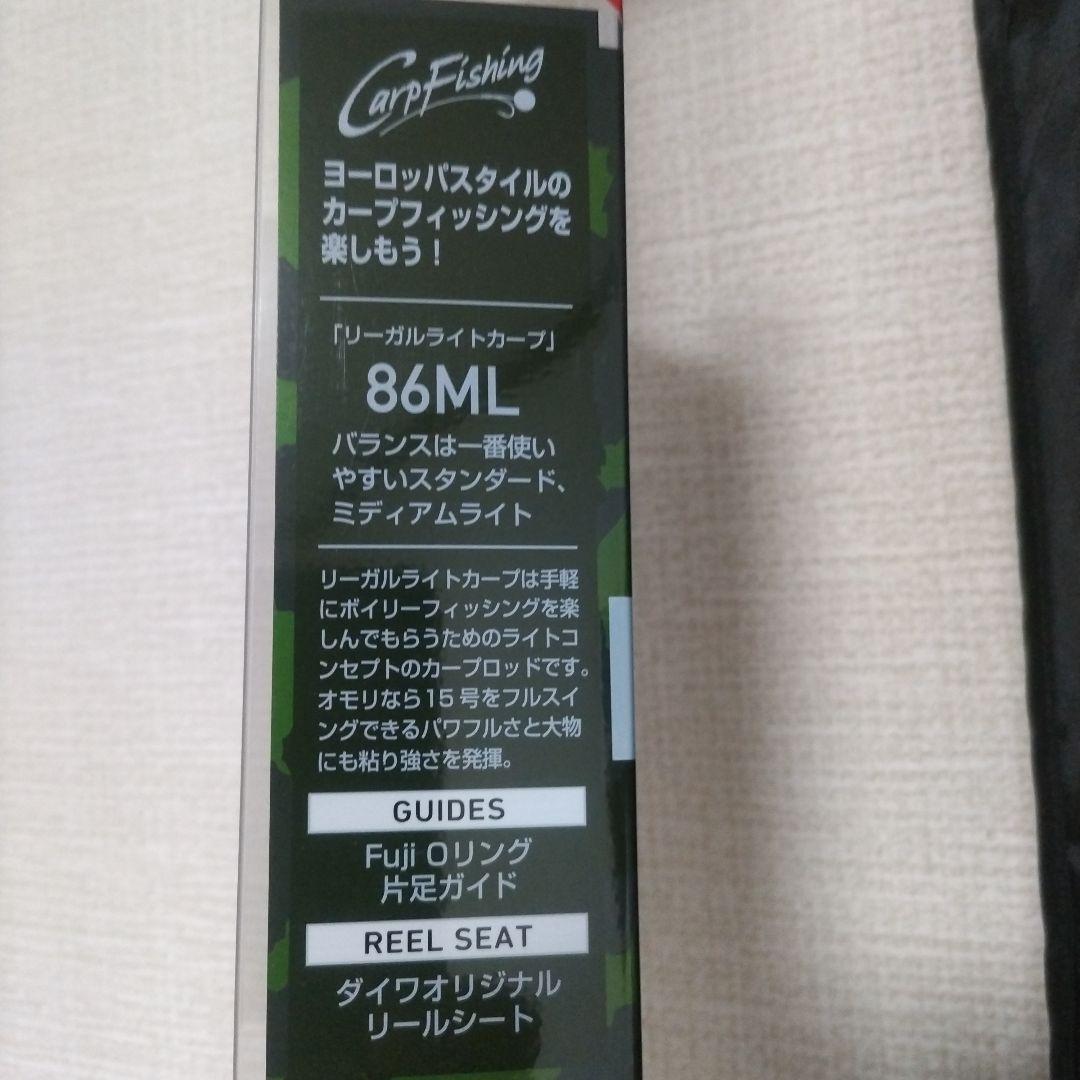 CarpFishing
ヨーロッパスタイルの
カープフィッシングを
楽しもう！
「リーガルライトカープ」
86ML
バランスは一番使い
やすいスタンダード、
ミディアムライト
リーガルライトカープは手軽
にボイリーフィッシングを楽
しんでもらうためのライトコ
ンセプトのカープロッドです。
オモリなら15号をフルスイ
ングできるパワフルさと大物
にも粘り強さを発揮。
GUIDES
Fuji Oリング
片足ガイド
REEL SEAT
ダイワオリジナル
リールシート